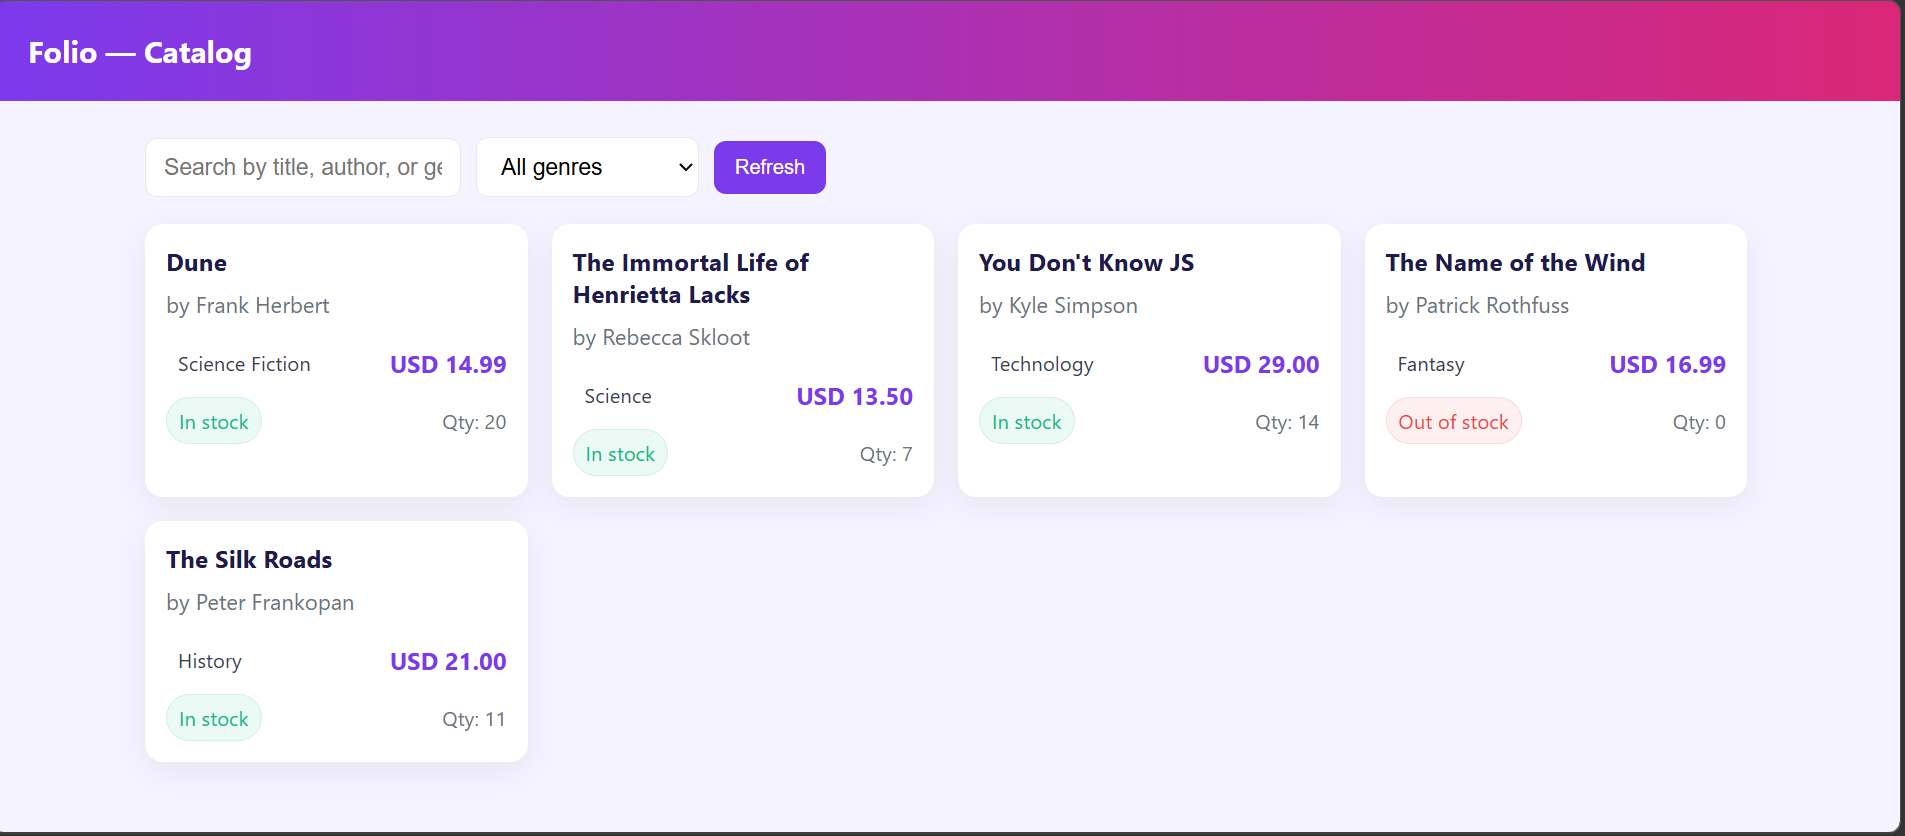 Folio — Catalog
Search by title, author, or ge
All genres
Refresh
Dune
by Frank Herbert
Science Fiction
USD 14.99
In stock
Qty: 20
The Immortal Life of
Henrietta Lacks
by Rebecca Skloot
Science
USD 13.50
In stock
Qty: 7
You Don't Know JS
by Kyle Simpson
Technology
USD 29.00
In stock
Qty: 14
The Name of the Wind
by Patrick Rothfuss
Fantasy
USD 16.99
Out of stock
Qty: 0
The Silk Roads
by Peter Frankopan
History
USD 21.00
In stock
Qty: 11